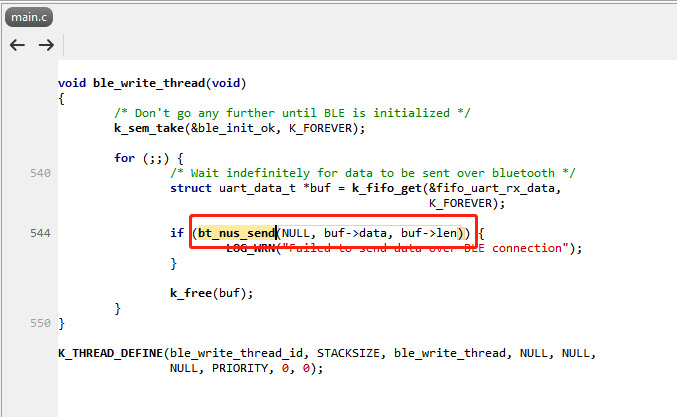 main.c
void ble_write_thread(void)
{
/* Don't go any further until BLE is initialized */
k_sem_take(&ble_init_ok, K_FOREVER);
for (;;) {
540 /* Wait indefinitely for data to be sent over bluetooth */
struct uart_data_t *buf = k_fifo_get(&fifo_uart_rx_data,
K_FOREVER);
544 if (bt_nus_send(NULL, buf->data, buf->len)) {
LOG_WRN("Failed to send data over BLE connection");
}
k_free(buf);
}
550 }
K_THREAD_DEFINE(ble_write_thread_id, STACKSIZE, ble_write_thread, NULL, NULL,
NULL, PRIORITY, 0, 0);